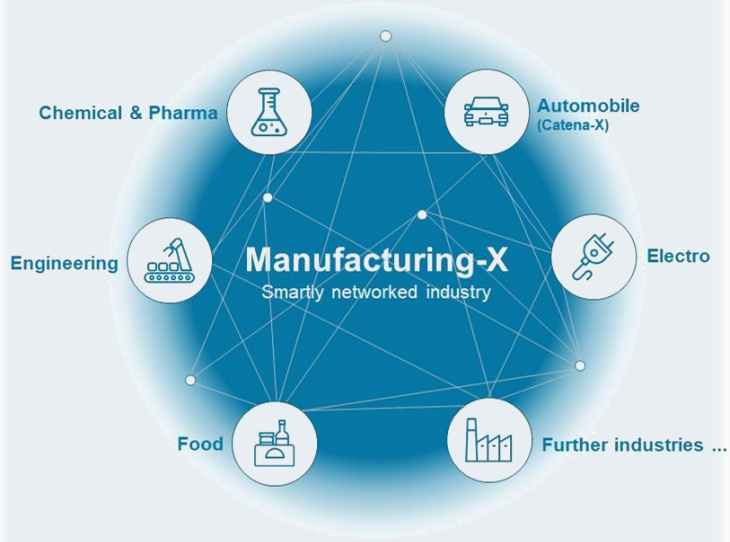 Chemical & Pharma
Automobile
(Catena-X)
Engineering
Manufacturing-X
Smartly networked industry
Electro
Food
Further industries ...